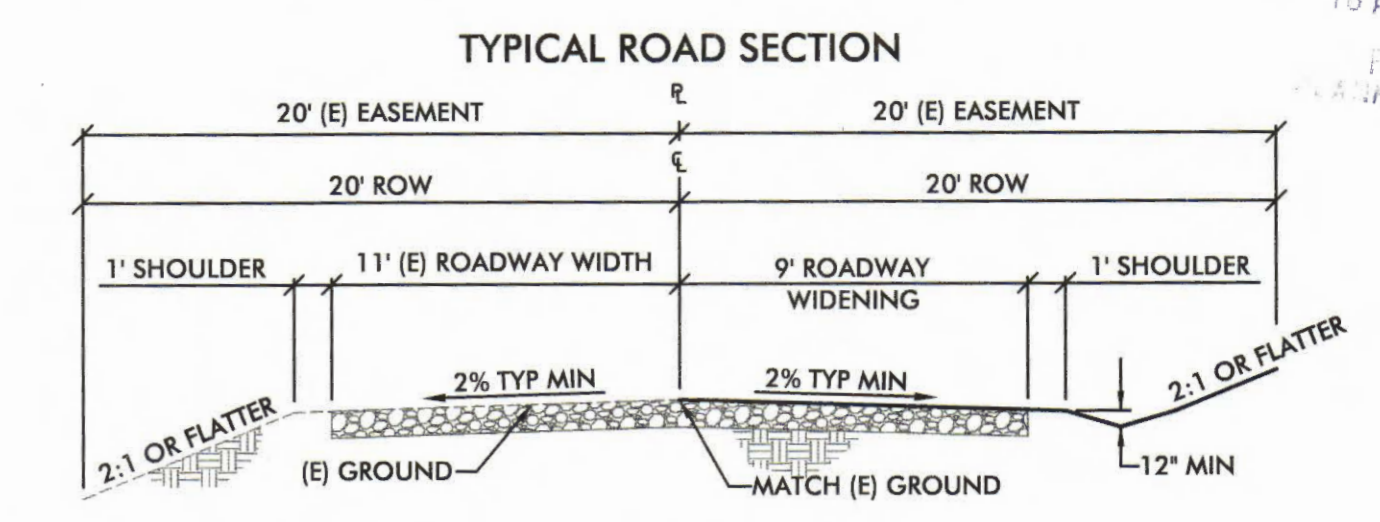 TYPICAL ROAD SECTION
℄
20' (E) EASEMENT
20' (E) EASEMENT
20' ROW
20' ROW
1' SHOULDER
11' (E) ROADWAY WIDTH
9' ROADWAY
WIDENING
1' SHOULDER
2% TYP MIN
2% TYP MIN
2:1 OR FLATTER
2:1 OR FLATTER
(E) GROUND
MATCH (E) GROUND
12" MIN